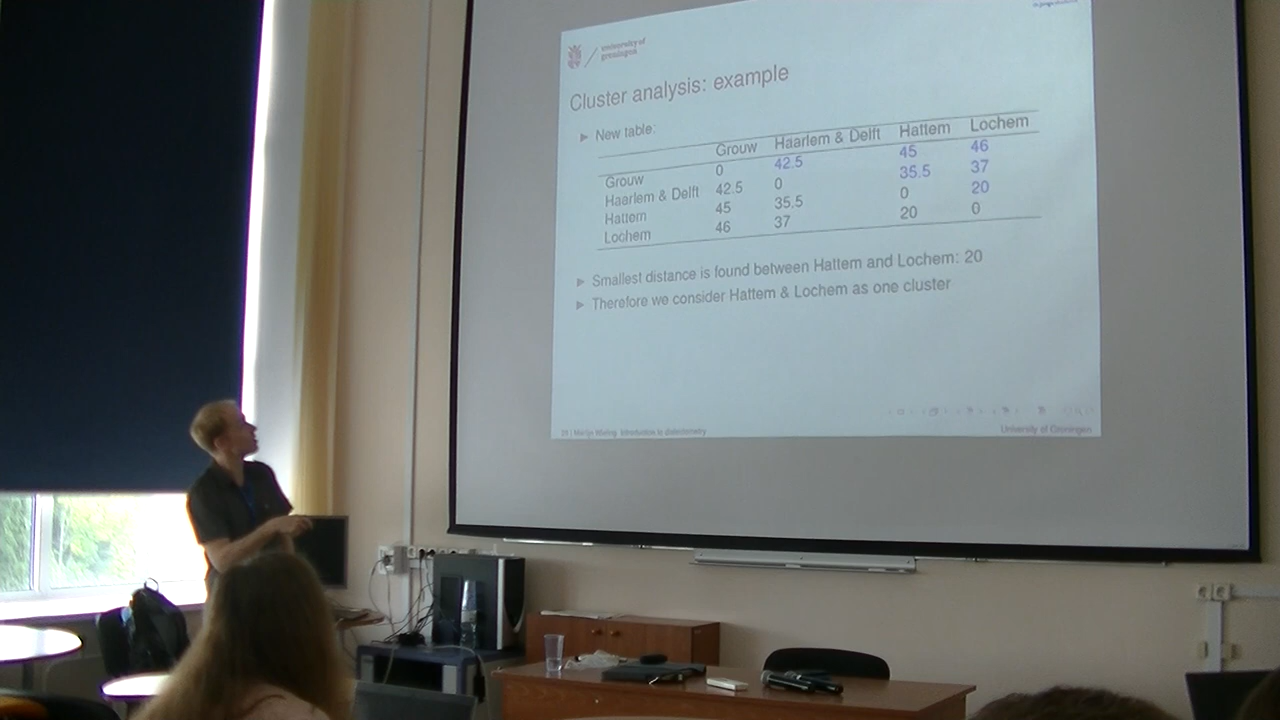 university of
groningen
Cluster analysis: example
New table:
Grouw Haarlem & Delft Hattem Lochem
Grouw 0 42.5 45 46
Haarlem & Delft 42.5 0 35.5 37
Hattem 45 35.5 0 20
Lochem 46 37 20 0
Smallest distance is found between Hattem and Lochem: 20
Therefore we consider Hattem & Lochem as one cluster
Introduction to dialectometry
University of Groningen